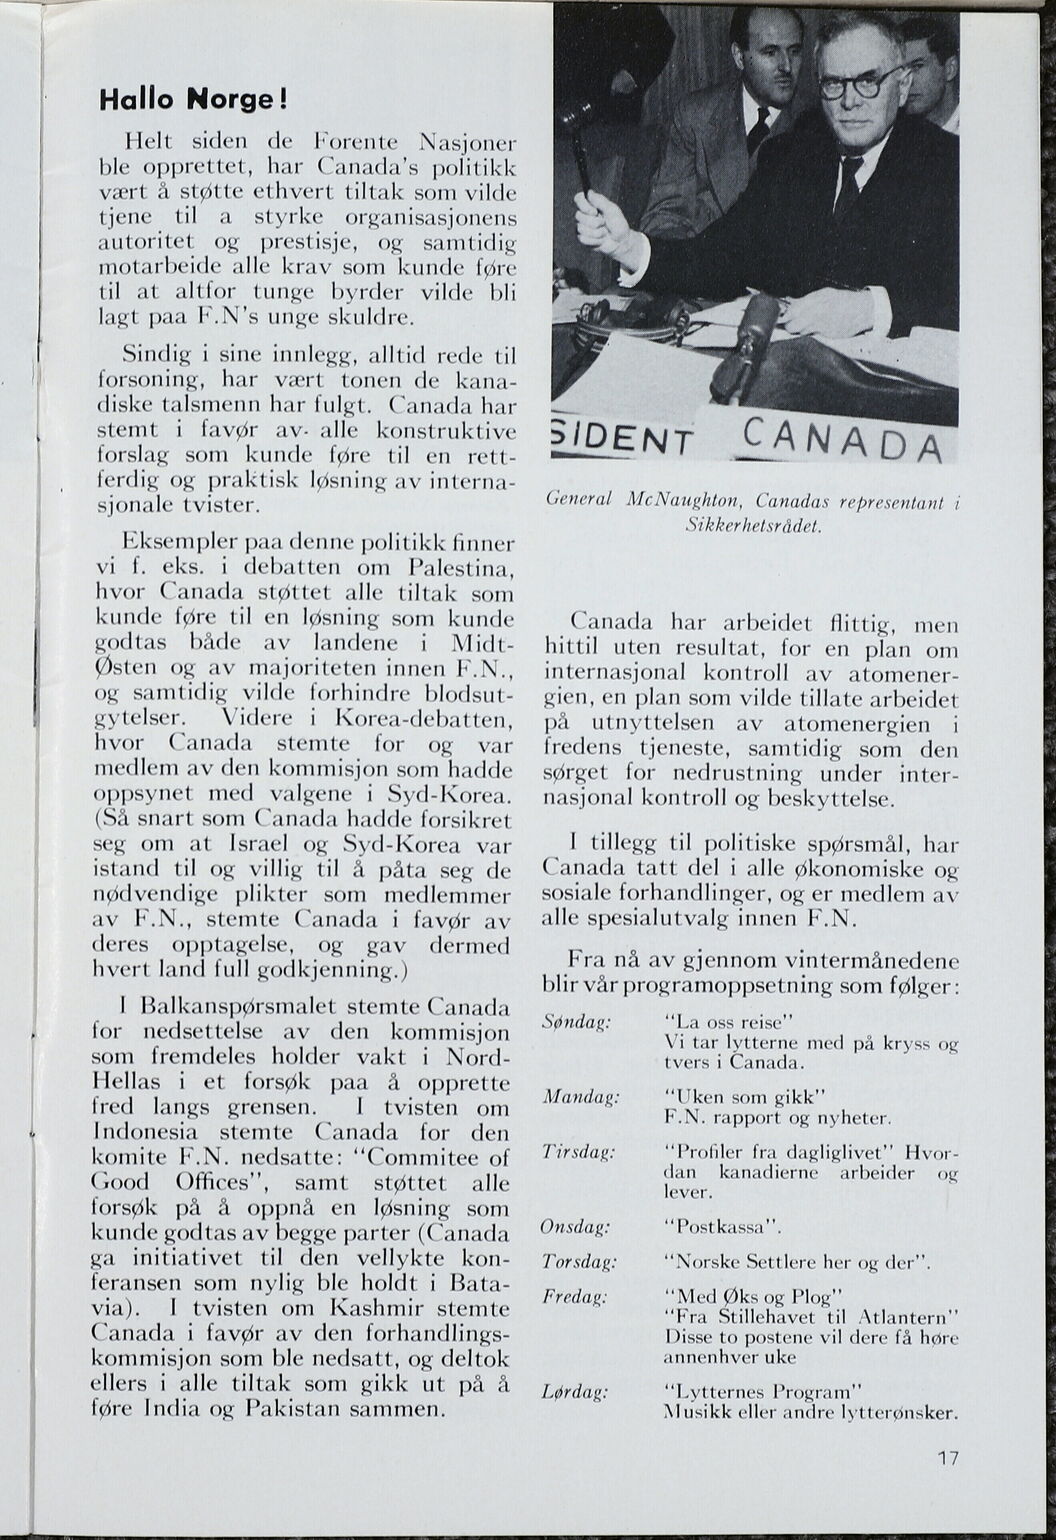 Hallo Norge!
Helt siden de Forente Nasjoner
ble opprettet, har Canada's politikk
vært å støtte ethvert tiltak som vilde
tjene til a styrke organisasjonens
autoritet og prestisje, og samtidig
motarbeide alle krav som kunde føre
til at altfor tunge byrder vilde bli
lagt paa F.N's unge skuldre.
Sindig i sine innlegg, alltid rede til
forsoning, har vært tonen de kana-
diske talsmenn har fulgt. Canada har
stemt i favør av alle konstruktive
forslag som kunde føre til en rett-
ferdig og praktisk løsning av interna-
sjonale tvister.
Eksempler paa denne politikk finner
vi f. eks. i debatten om Palestina,
hvor Canada støttet alle tiltak som
kunde føre til en løsning som kunde
godtas både av landene i Midt-
Østen og av majoriteten innen F.N.,
og samtidig vilde forhindre blodsut-
gytelser. Videre i Korea-debatten,
hvor Canada stemte for og var
medlem av den kommisjon som hadde
oppsynet med valgene i Syd-Korea.
(Så snart som Canada hadde forsikret
seg om at Israel og Syd-Korea var
istand til og villig til å påta seg de
nødvendige plikter som medlemmer
av F.N., stemte Canada i favør av
deres opptagelse, og gav dermed
hvert land full godkjenning.)
I Balkanspørsmalet stemte Canada
for nedsettelse av den kommisjon
som fremdeles holder vakt i Nord-
Hellas i et forsøk paa å opprette
fred langs grensen. I tvisten om
Indonesia stemte Canada for den
komite F.N. nedsatte: "Commitee of
Good Offices", samt støttet alle
forsøk på å oppnå en løsning som
kunde godtas av begge parter (Canada
ga initiativet til den vellykte kon-
feransen som nylig ble holdt i Bata-
via). I tvisten om Kashmir stemte
Canada i favør av den forhandlings-
kommisjon som ble nedsatt, og deltok
ellers i alle tiltak som gikk ut på å
føre India og Pakistan sammen.
SIDENT CANADA
General McNaughton, Canadas representant i
Sikkerhetsrådet.
Canada har arbeidet flittig, men
hittil uten resultat, for en plan om
internasjonal kontroll av atomener-
gien, en plan som vilde tillate arbeidet
på utnyttelsen av atomenergien i
fredens tjeneste, samtidig som den
sørget for nedrustning under inter-
nasjonal kontroll og beskyttelse.
I tillegg til politiske spørsmål, har
Canada tatt del i alle økonomiske og
sosiale forhandlinger, og er medlem av
alle spesialutvalg innen F.N.
Fra nå av gjennom vintermånedene
blir vår programoppsetning som følger:
Søndag: "La oss reise"
Vi tar lytterne med på kryss og
tvers i Canada.
Mandag: "Uken som gikk"
F.N. rapport og nyheter.
Tirsdag: "Profiler fra dagliglivet" Hvor-
dan kanadierne arbeider og
lever.
Onsdag: "Postkassa".
Torsdag: "Norske Settlere her og der".
Fredag: "Med Øks og Plog"
"Fra Stillehavet til Atlantern"
Disse to postene vil dere få høre
annenhver uke
Lørdag: "Lytternes Program"
Musikk eller andre lytterønsker.
17